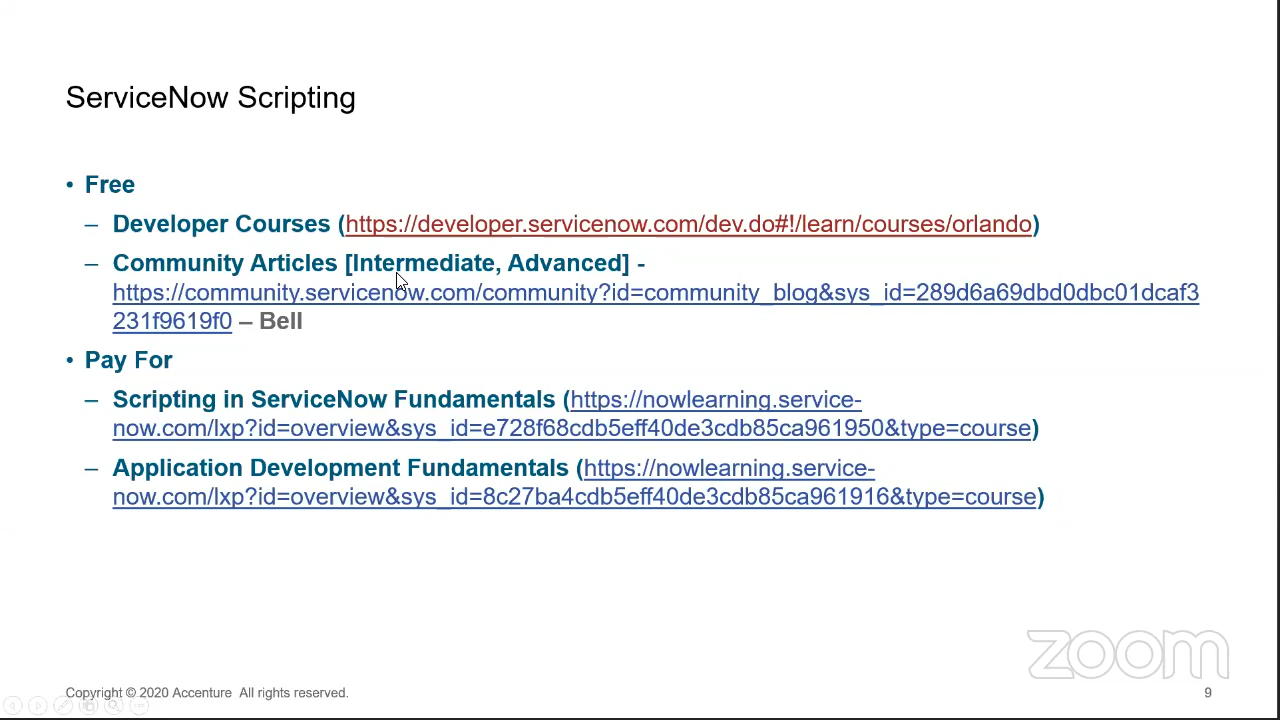 ServiceNow Scripting
• Free
– Developer Courses (https://developer.servicenow.com/dev.do#!/learn/courses/orlando)
– Community Articles [Intermediate, Advanced] -
https://community.servicenow.com/community?id=community_blog&sys_id=289d6a69dbd0dbc01dcaf3
231f9619f0 – Bell
• Pay For
– Scripting in ServiceNow Fundamentals (https://nowlearning.service-
now.com/lxp?id=overview&sys_id=e728f68cdb5eff40de3cdb85ca961950&type=course)
– Application Development Fundamentals (https://nowlearning.service-
now.com/lxp?id=overview&sys_id=8c27ba4cdb5eff40de3cdb85ca961916&type=course)
zoom
Copyright © 2020 Accenture All rights reserved.
9